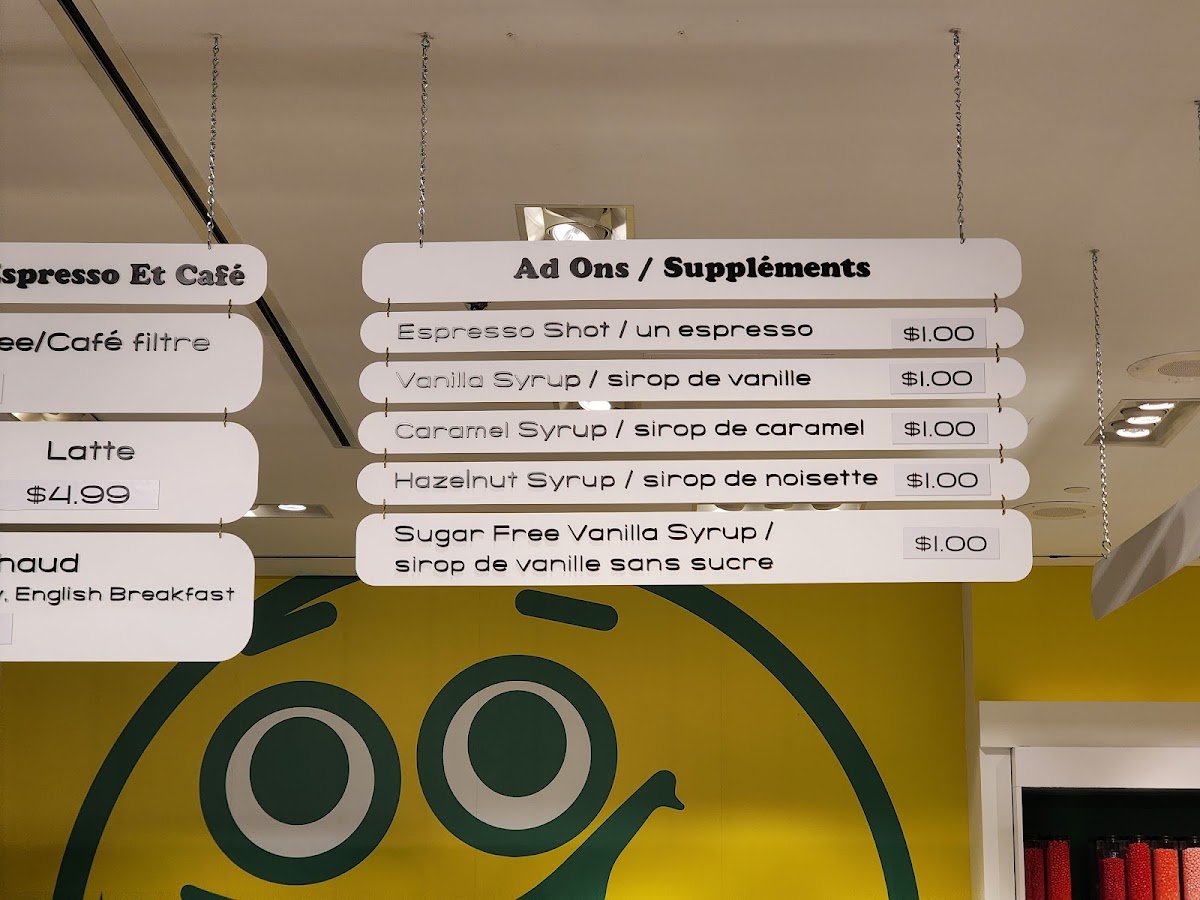 Espresso Et Café
ee/Café filtre
Latte
$4.99
haud
English Breakfast
Ad Ons / Suppléments
Espresso Shot / un espresso $1.00
Vanilla Syrup / sirop de vanille $1.00
Caramel Syrup / sirop de caramel $1.00
Hazelnut Syrup / sirop de noisette $1.00
Sugar Free Vanilla Syrup /
sirop de vanille sans sucre $1.00